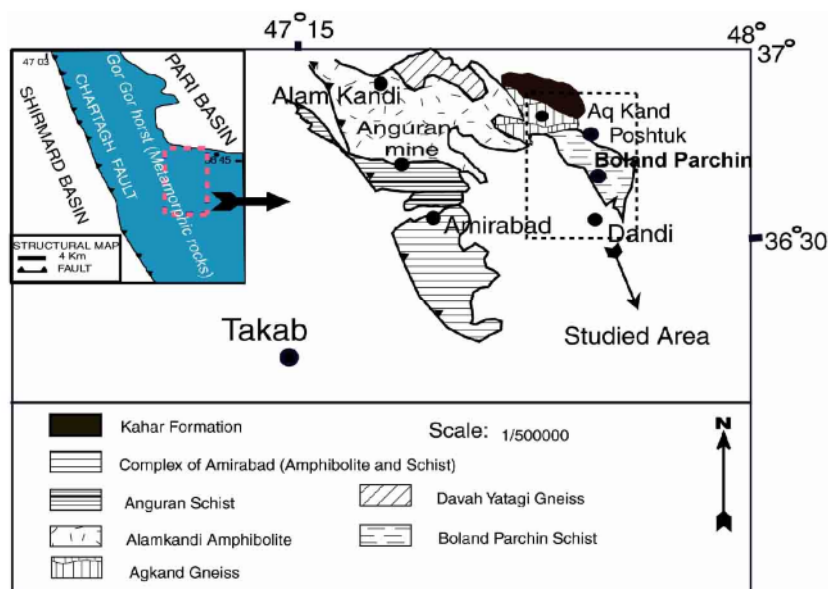 47°15
48°
37°
47 03
PARI BASIN
Gor Gor horst (Metamorphic rocks)
CHARTAGH FAULT
SHIRMARD BASIN
STRUCTURAL MAP
4 Km
FAULT
Alam Kandi
Aq Kand
Poshtuk
Anguran
mine
Boland Parchin
Amirabad
Dandi
36°30
Studied Area
Takab
Kahar Formation
Scale: 1/500000
N
Complex of Amirabad (Amphibolite and Schist)
Anguran Schist
Davah Yatagi Gneiss
Alamkandi Amphibolite
Boland Parchin Schist
Agkand Gneiss